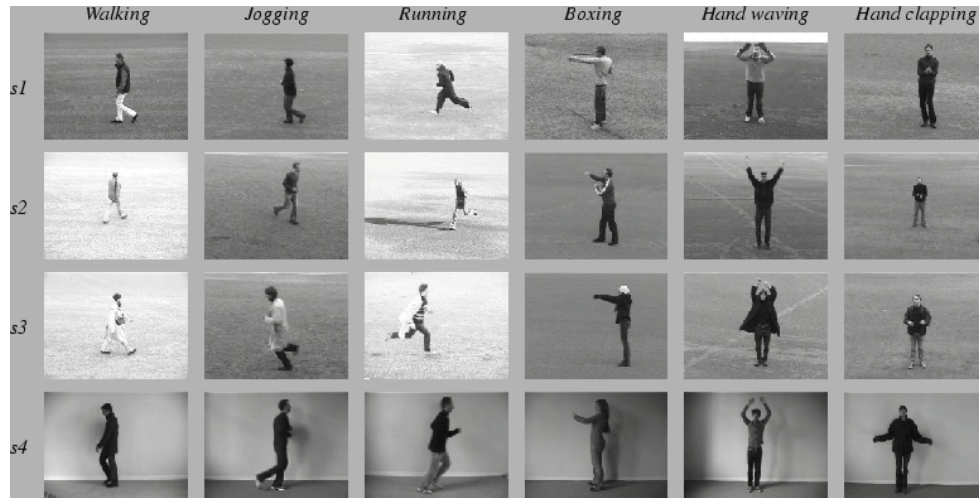 Walking Jogging Running Boxing Hand waving Hand clapping
s1
s2
s3
s4